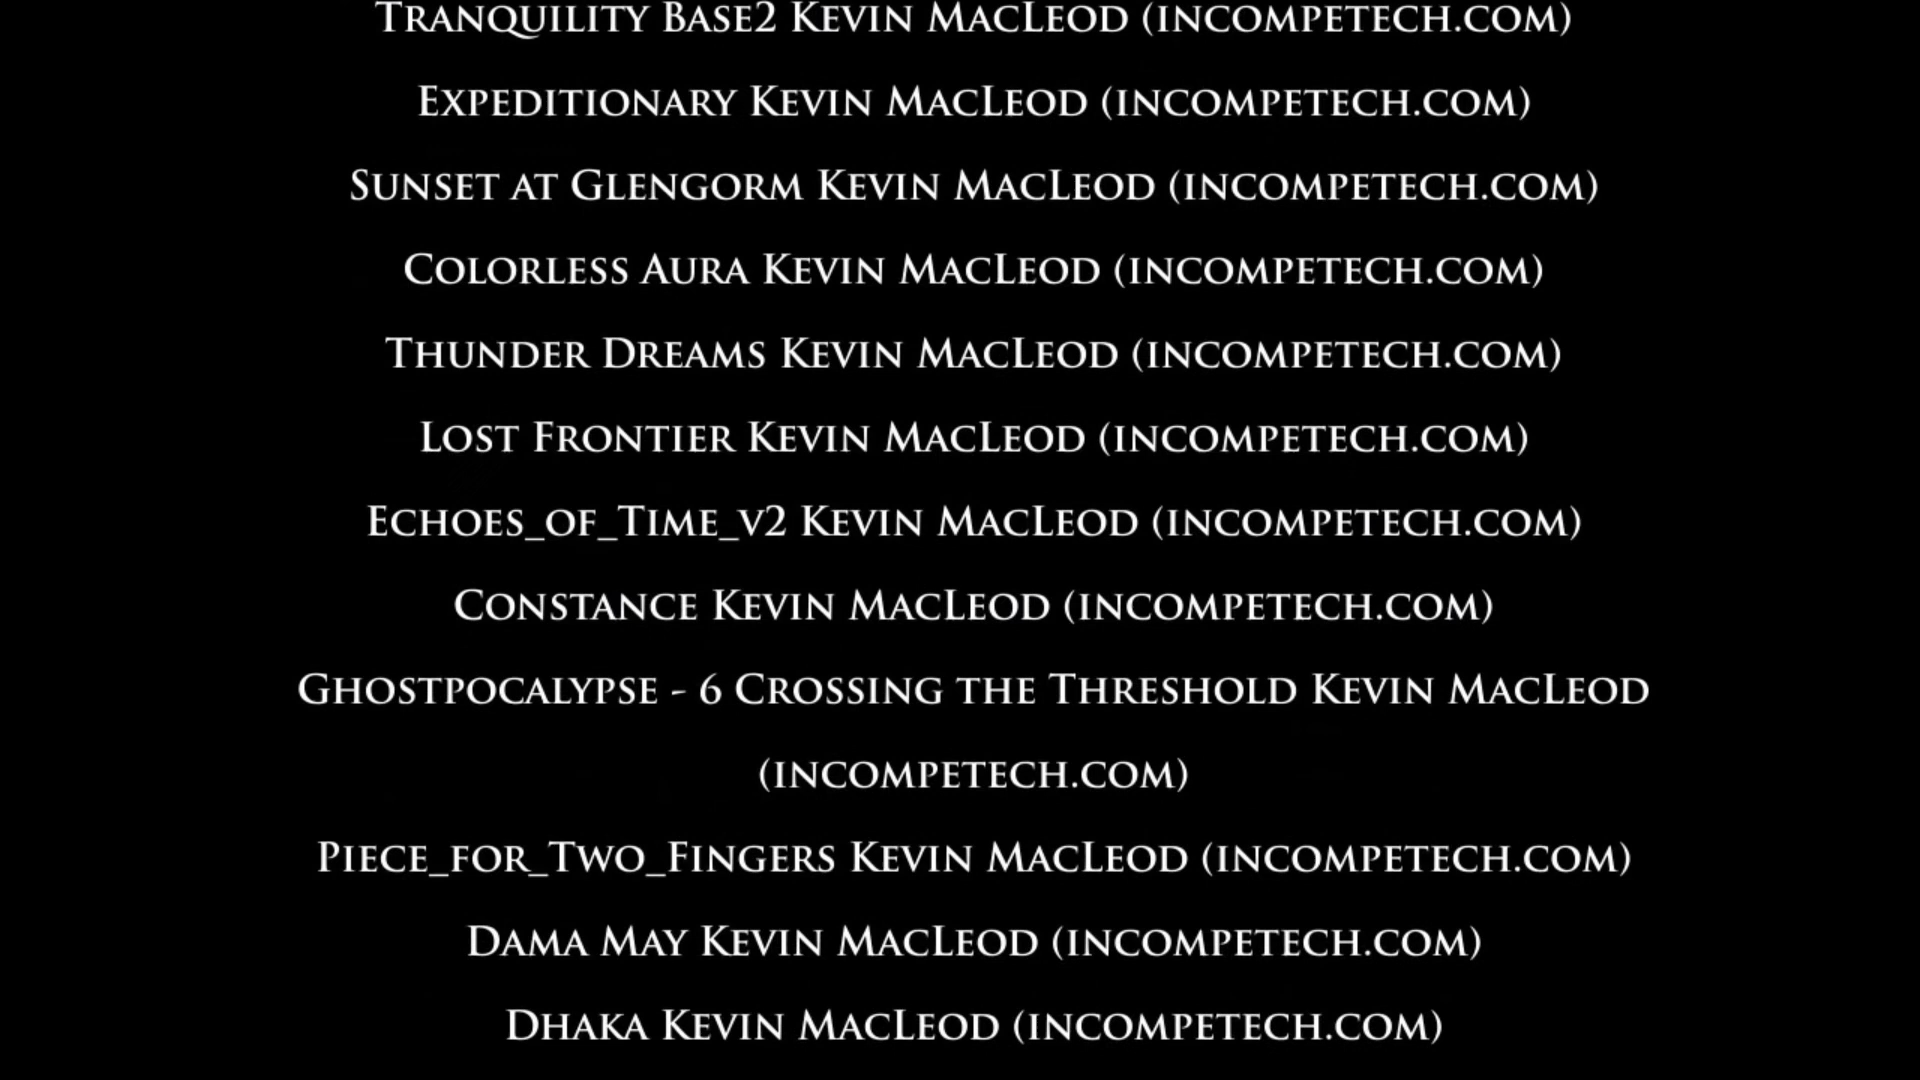 Tranquility Base2 Kevin MacLeod (incompetech.com)
Expeditionary Kevin MacLeod (incompetech.com)
Sunset at Glengorm Kevin MacLeod (incompetech.com)
Colorless Aura Kevin MacLeod (incompetech.com)
Thunder Dreams Kevin MacLeod (incompetech.com)
Lost Frontier Kevin MacLeod (incompetech.com)
Echoes_of_Time_v2 Kevin MacLeod (incompetech.com)
Constance Kevin MacLeod (incompetech.com)
Ghostpocalypse - 6 Crossing the Threshold Kevin MacLeod
(incompetech.com)
Piece_for_Two_Fingers Kevin MacLeod (incompetech.com)
Dama May Kevin MacLeod (incompetech.com)
Dhaka Kevin MacLeod (incompetech.com)